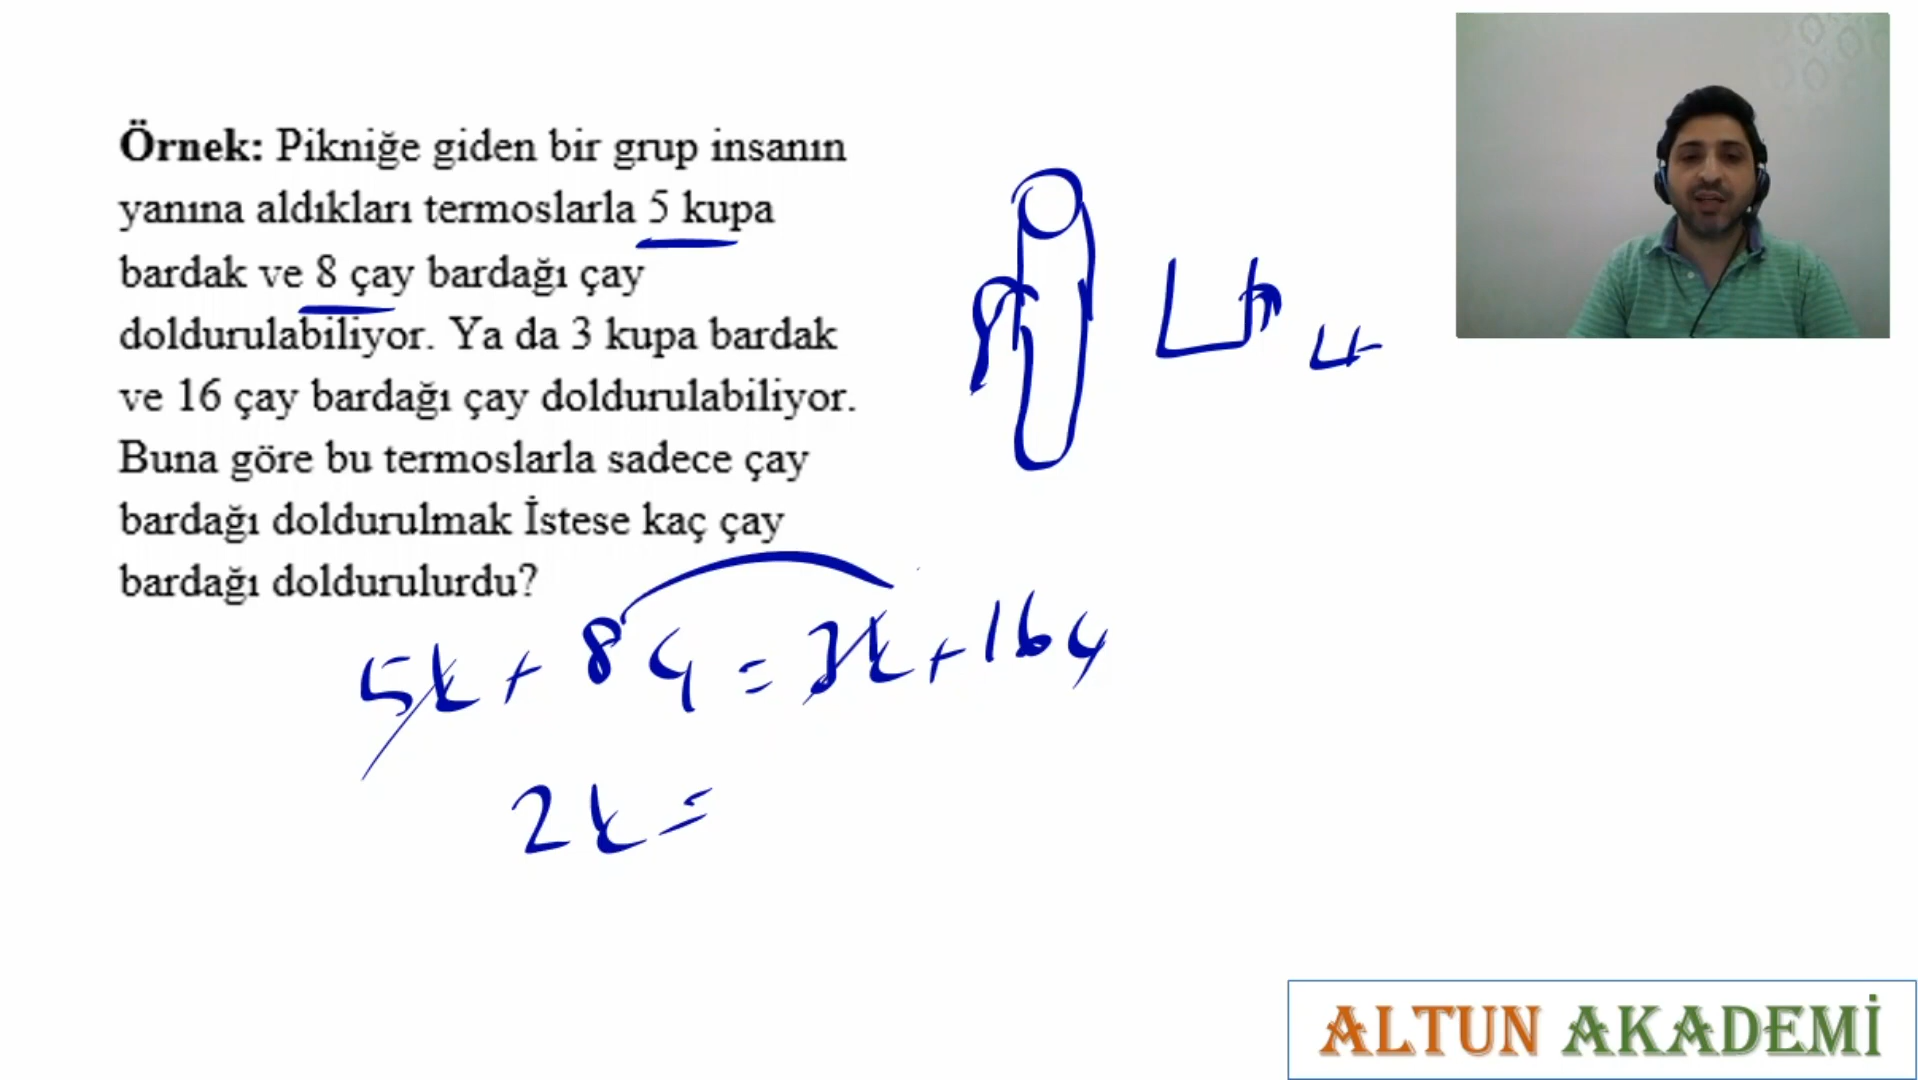 Örnek: Pikniğe giden bir grup insanın
yanına aldıkları termoslarla 5 kupa
bardak ve 8 çay bardağı çay
doldurulabiliyor. Ya da 3 kupa bardak
ve 16 çay bardağı çay doldurulabiliyor.
Buna göre bu termoslarla sadece çay
bardağı doldurulmak İstese kaç çay
bardağı doldurulurdu?
5k + 8ç = 3k + 16ç
2k =
ALTUN AKADEMİ